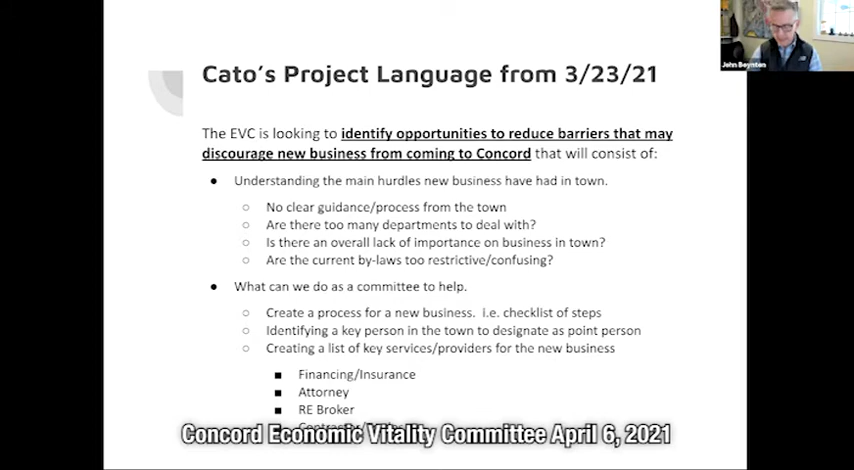 John Boynton
Cato's Project Language from 3/23/21
The EVC is looking to identify opportunities to reduce barriers that may
discourage new business from coming to Concord that will consist of:
● Understanding the main hurdles new business have had in town.
○ No clear guidance/process from the town
○ Are there too many departments to deal with?
○ Is there an overall lack of importance on business in town?
○ Are the current by-laws too restrictive/confusing?
● What can we do as a committee to help.
○ Create a process for a new business. i.e. checklist of steps
○ Identifying a key person in the town to designate as point person
○ Creating a list of key services/providers for the new business
■ Financing/Insurance
■ Attorney
■ RE Broker
Concord Economic Vitality Committee April 6, 2021